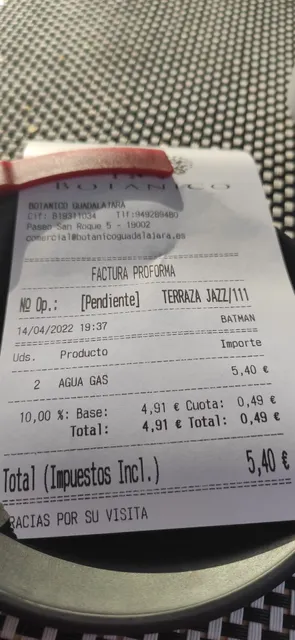 BOTANICO
BOTANICO GUADALAJARA
Cif: B19311034 Tlf:949289480
Paseo San Roque 5 - 19002
comercial@botanicoguadalajara.es
FACTURA PROFORMA
Nº Op.: [Pendiente] TERRAZA JAZZ/111
14/04/2022 19:37 BATMAN
Uds. Producto Importe
2 AGUA GAS 5,40 €
10,00 %: Base: 4,91 € Cuota: 0,49 €
Total: 4,91 € Total: 0,49 €
Total (Impuestos Incl.) 5,40 €
RACIAS POR SU VISITA